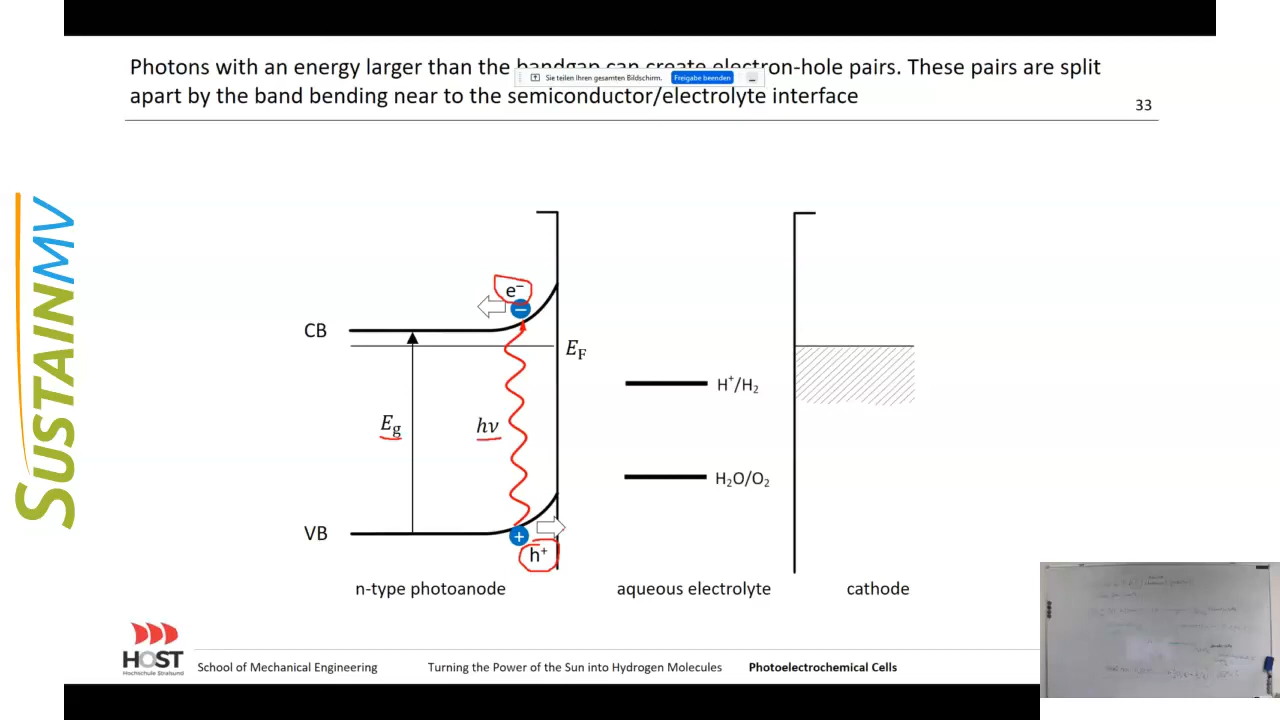 Photons with an energy larger than the bandgap can create electron-hole pairs. These pairs are split
apart by the band bending near to the semiconductor/electrolyte interface
33
Sie teilen Ihren gesamten Bildschirm.
Freigabe beenden
SUSTAINMV
e⁻
CB
E_F
H⁺/H₂
E_g
hν
H₂O/O₂
VB
h⁺
n-type photoanode
aqueous electrolyte
cathode
HOST
Hochschule Stralsund
School of Mechanical Engineering
Turning the Power of the Sun into Hydrogen Molecules
Photoelectrochemical Cells